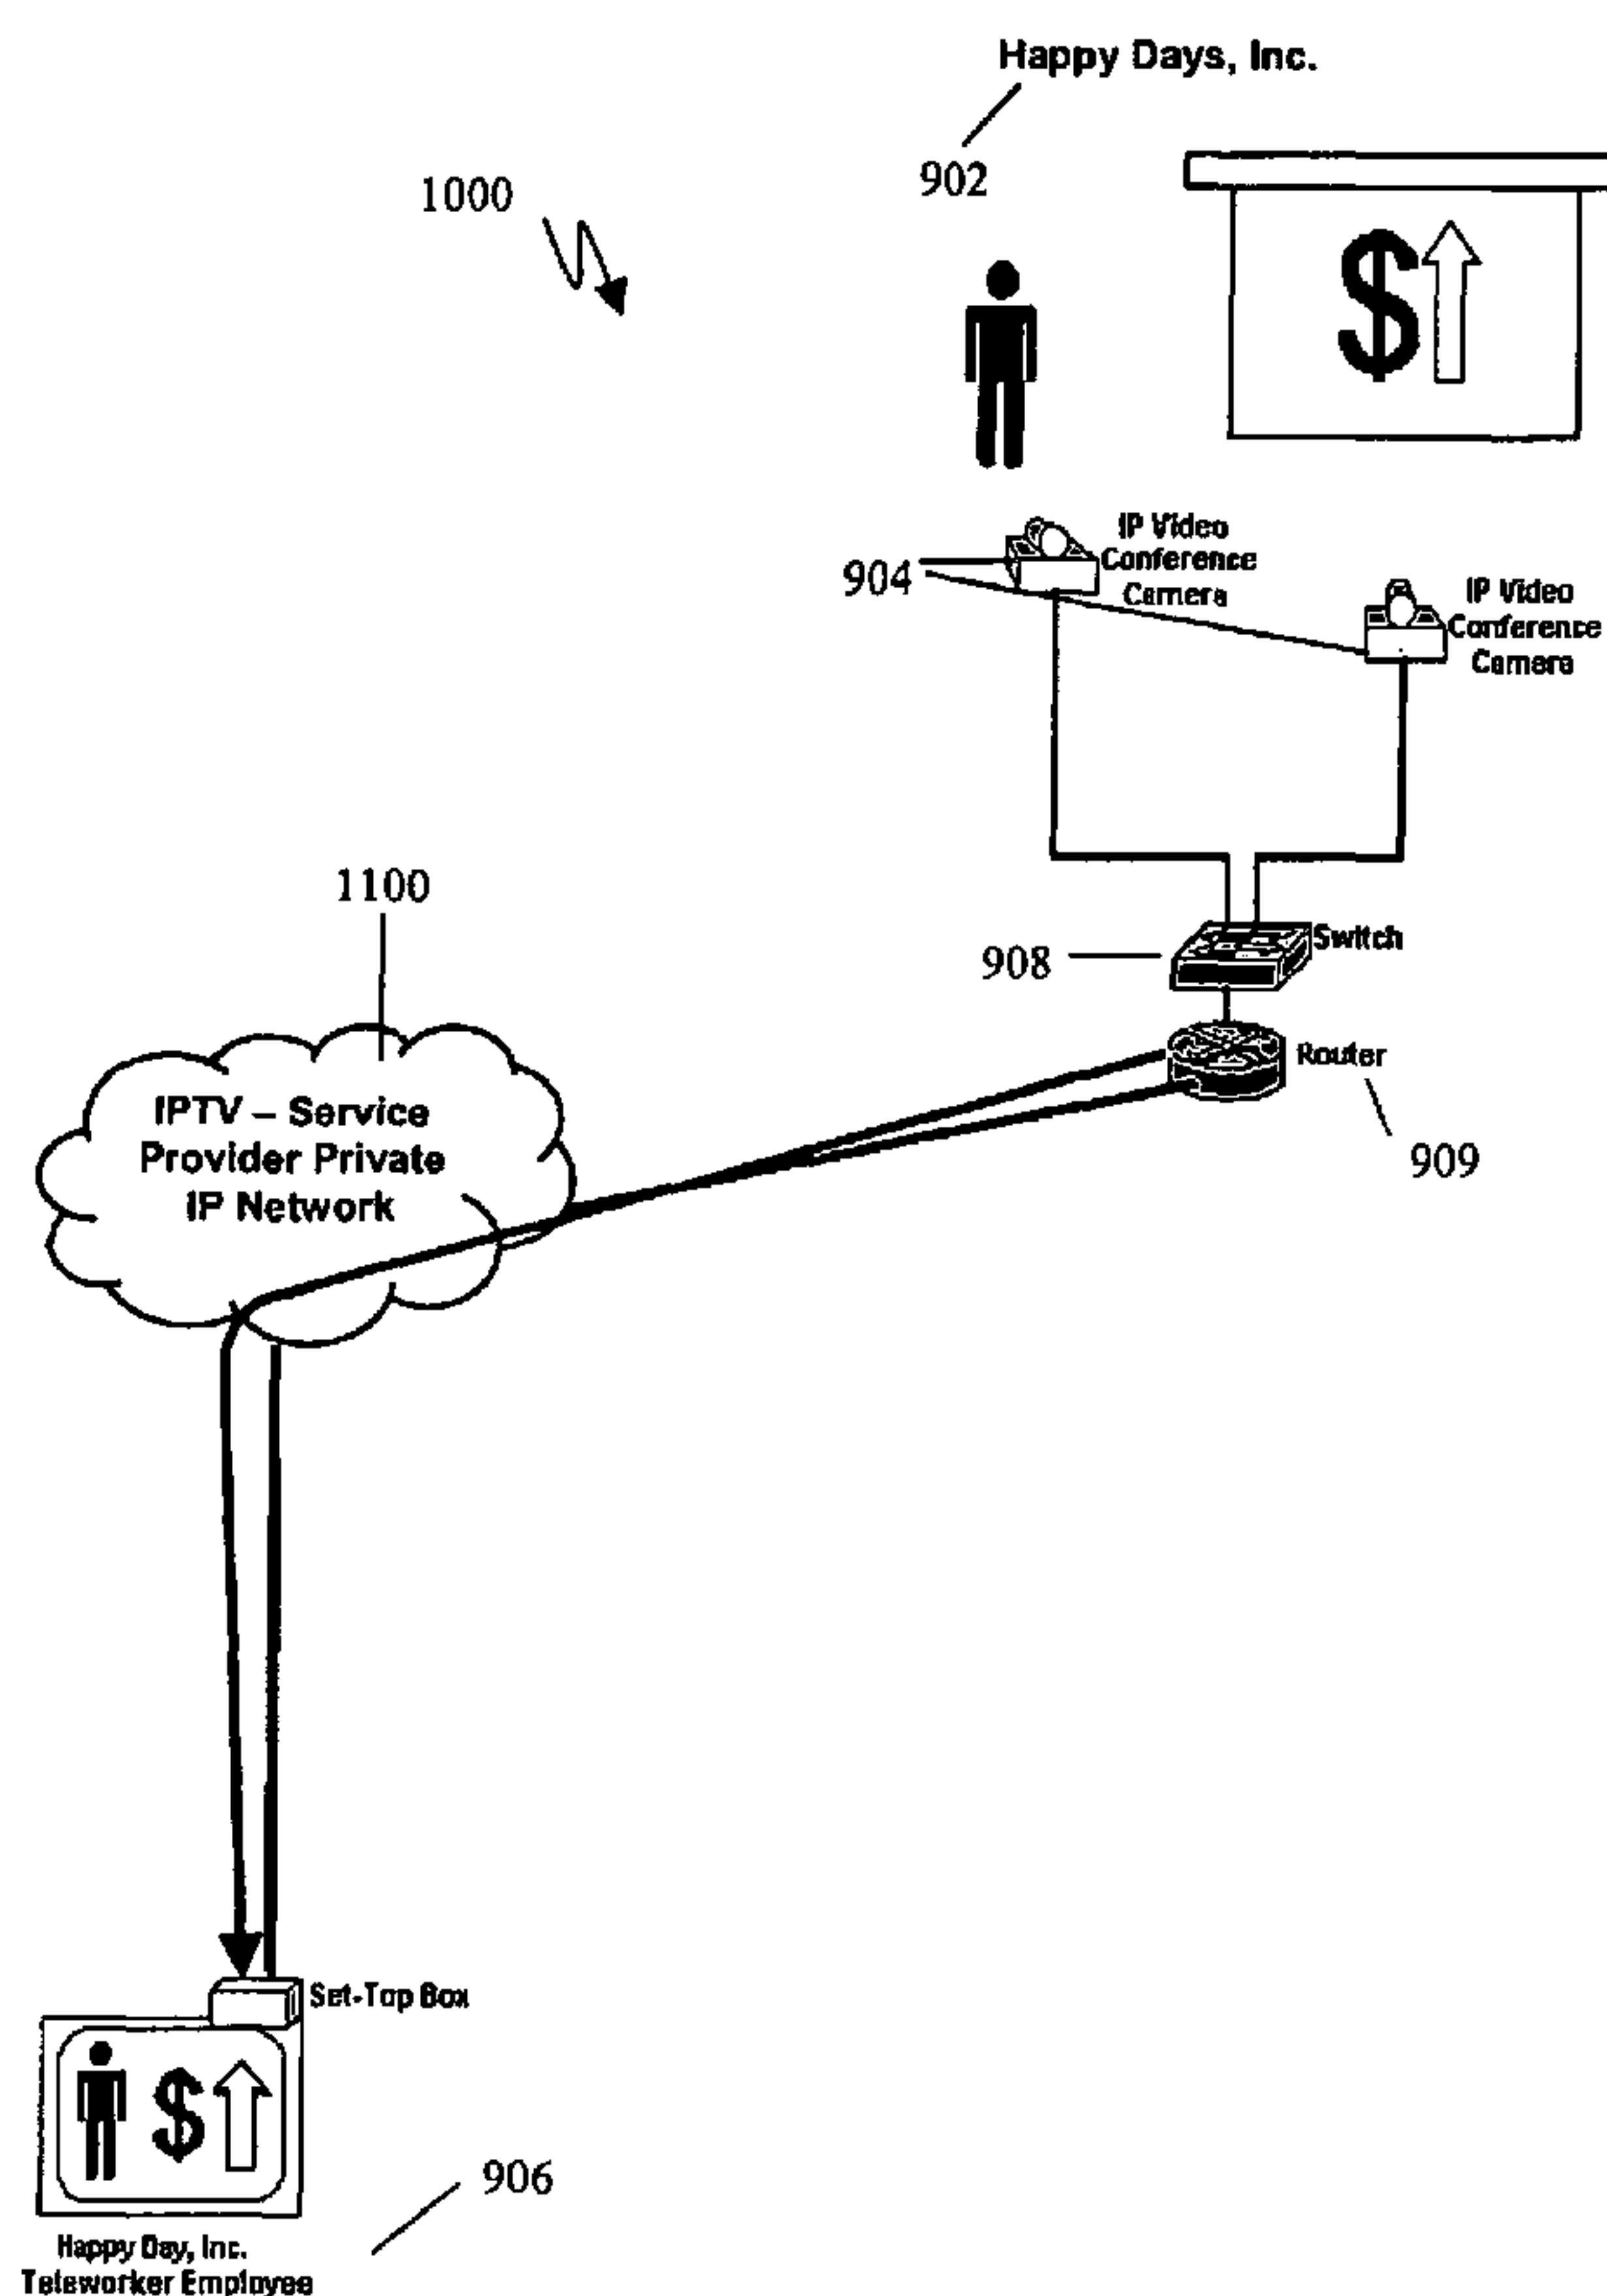 Happy Days, Inc.
902
1000
$
IP Video
Conference
Camera
904
IP Video
Conference
Camera
1100
Switch
908
Router
909
IPTV – Service
Provider Private
IP Network
Set-Top Box
$
906
Happy Day, Inc.
Teleworker Employee